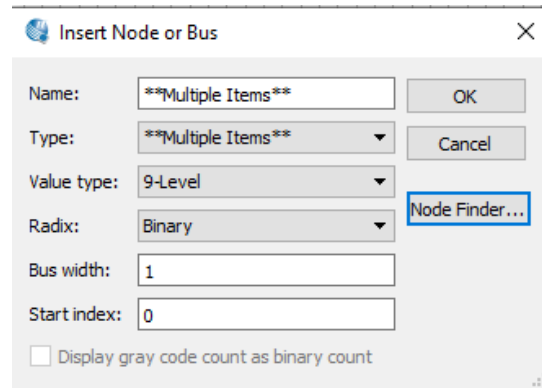 Insert Node or Bus
Name: **Multiple Items** OK
Type: **Multiple Items** Cancel
Value type: 9-Level
Node Finder...
Radix: Binary
Bus width: 1
Start index: 0
Display gray code count as binary count